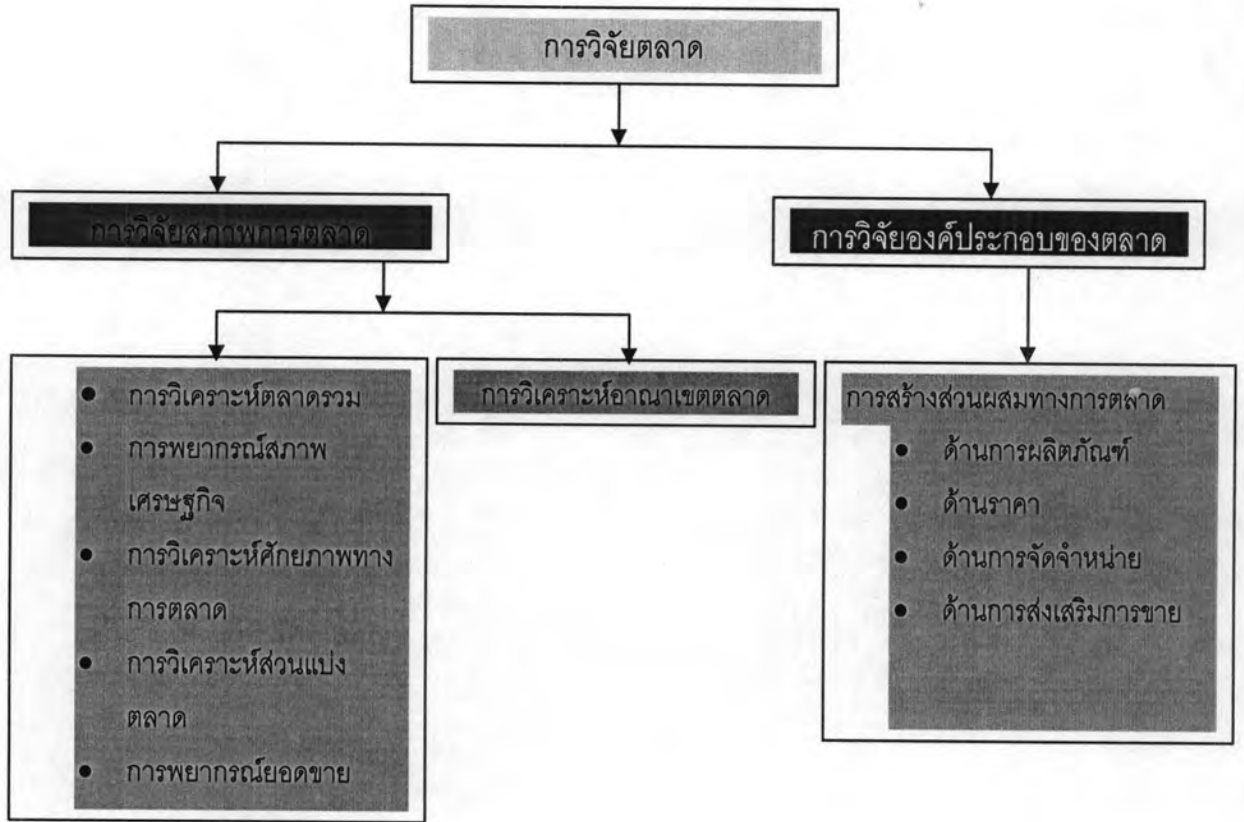 การวิจัยตลาด
การวิจัยสภาพการตลาด
การวิจัยองค์ประกอบของตลาด
• การวิเคราะห์ตลาดรวม
• การพยากรณ์สภาพ
เศรษฐกิจ
• การวิเคราะห์ศักยภาพทาง
การตลาด
• การวิเคราะห์ส่วนแบ่ง
ตลาด
• การพยากรณ์ยอดขาย
การวิเคราะห์อาณาเขตตลาด
การสร้างส่วนผสมทางการตลาด
• ด้านการผลิตภัณฑ์
• ด้านราคา
• ด้านการจัดจำหน่าย
• ด้านการส่งเสริมการขาย